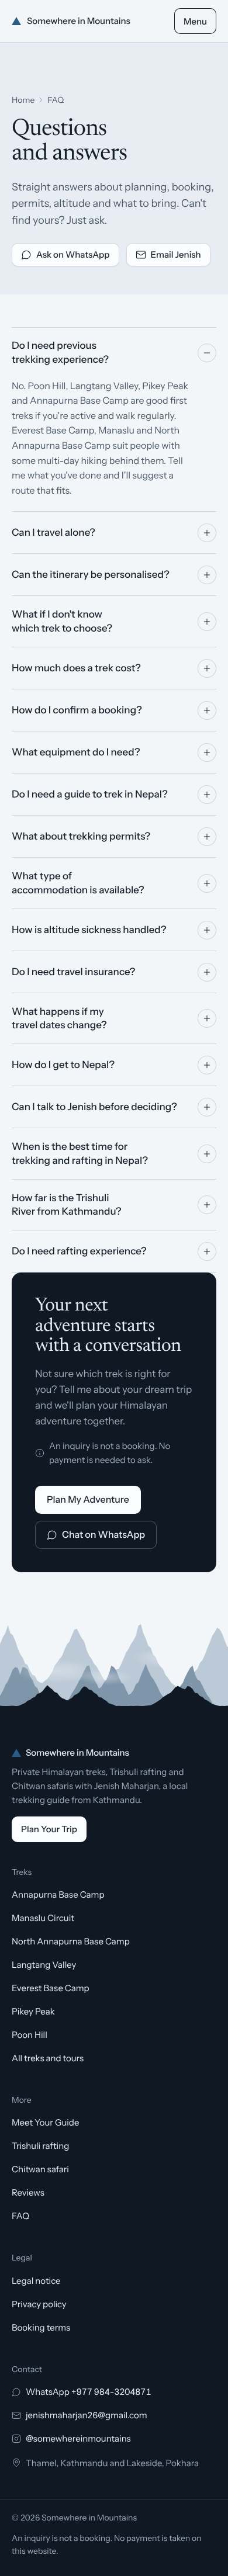 Somewhere in Mountains
Menu
Home > FAQ
Questions
and answers
Straight answers about planning, booking,
permits, altitude and what to bring. Can't
find yours? Just ask.
Ask on WhatsApp
Email Jenish
Do I need previous
trekking experience?
No. Poon Hill, Langtang Valley, Pikey Peak
and Annapurna Base Camp are good first
treks if you're active and walk regularly.
Everest Base Camp, Manaslu and North
Annapurna Base Camp suit people with
some multi-day hiking behind them. Tell
me what you've done and I'll suggest a
route that fits.
Can I travel alone?
Can the itinerary be personalised?
What if I don't know
which trek to choose?
How much does a trek cost?
How do I confirm a booking?
What equipment do I need?
Do I need a guide to trek in Nepal?
What about trekking permits?
What type of
accommodation is available?
How is altitude sickness handled?
Do I need travel insurance?
What happens if my
travel dates change?
How do I get to Nepal?
Can I talk to Jenish before deciding?
When is the best time for
trekking and rafting in Nepal?
How far is the Trishuli
River from Kathmandu?
Do I need rafting experience?
Your next
adventure starts
with a conversation
Not sure which trek is right for
you? Tell me about your dream trip
and we'll plan your Himalayan
adventure together.
An inquiry is not a booking. No
payment is needed to ask.
Plan My Adventure
Chat on WhatsApp
Somewhere in Mountains
Private Himalayan treks, Trishuli rafting and
Chitwan safaris with Jenish Maharjan, a local
trekking guide from Kathmandu.
Plan Your Trip
Treks
Annapurna Base Camp
Manaslu Circuit
North Annapurna Base Camp
Langtang Valley
Everest Base Camp
Pikey Peak
Poon Hill
All treks and tours
More
Meet Your Guide
Trishuli rafting
Chitwan safari
Reviews
FAQ
Legal
Legal notice
Privacy policy
Booking terms
Contact
WhatsApp +977 984-3204871
jenishmaharjan26@gmail.com
@somewhereinmountains
Thamel, Kathmandu and Lakeside, Pokhara
© 2026 Somewhere in Mountains
An inquiry is not a booking. No payment is taken on
this website.